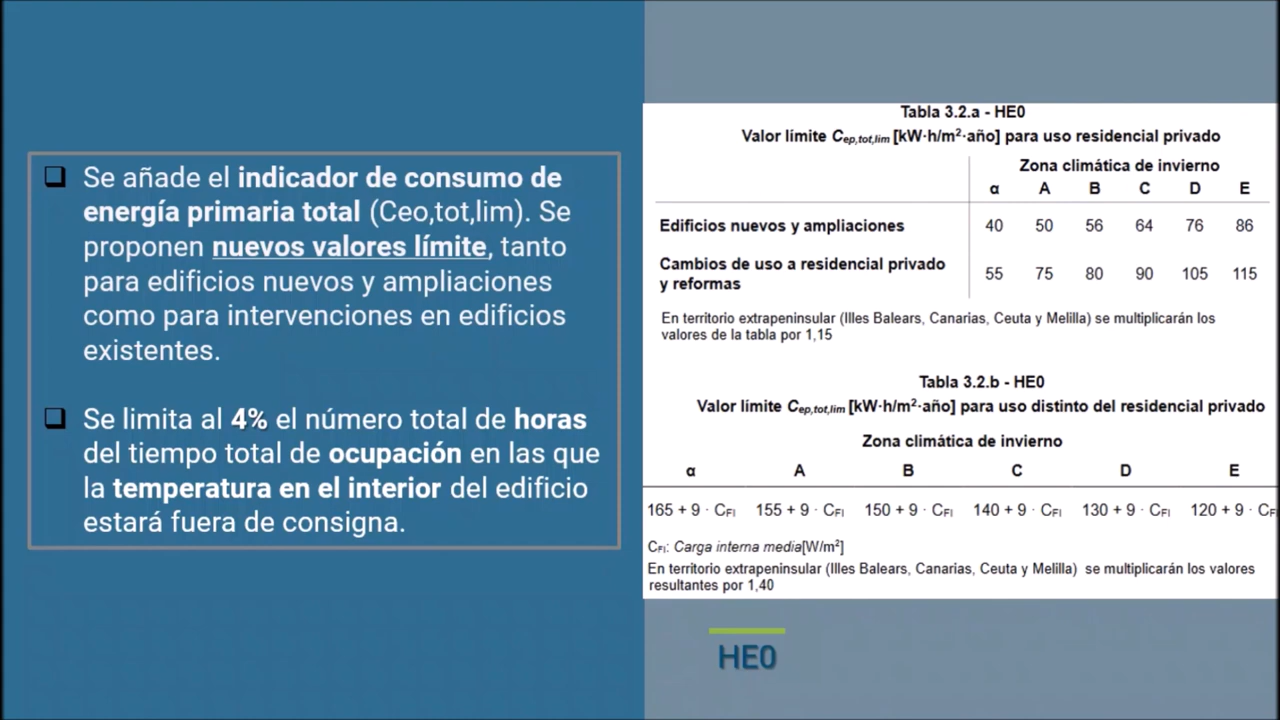 Se añade el indicador de consumo de
energía primaria total (Ceo,tot,lim). Se
proponen nuevos valores límite, tanto
para edificios nuevos y ampliaciones
como para intervenciones en edificios
existentes.
Se limita al 4% el número total de horas
del tiempo total de ocupación en las que
la temperatura en el interior del edificio
estará fuera de consigna.
Tabla 3.2.a - HE0
Valor límite Cep,tot,lim [kW·h/m²·año] para uso residencial privado
Zona climática de invierno
α A B C D E
Edificios nuevos y ampliaciones 40 50 56 64 76 86
Cambios de uso a residencial privado
y reformas 55 75 80 90 105 115
En territorio extrapeninsular (Illes Balears, Canarias, Ceuta y Melilla) se multiplicarán los
valores de la tabla por 1,15
Tabla 3.2.b - HE0
Valor límite Cep,tot,lim [kW·h/m²·año] para uso distinto del residencial privado
Zona climática de invierno
α A B C D E
165 + 9 · CFI 155 + 9 · CFI 150 + 9 · CFI 140 + 9 · CFI 130 + 9 · CFI 120 + 9 · CF
CFI: Carga interna media[W/m²]
En territorio extrapeninsular (Illes Balears, Canarias, Ceuta y Melilla) se multiplicarán los valores
resultantes por 1,40
HE0